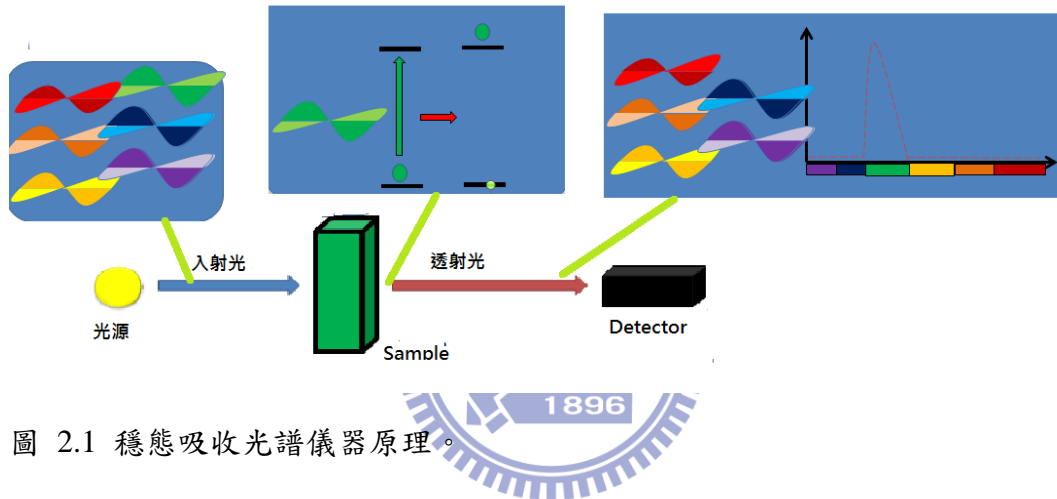 入射光
透射光
光源
Sample
Detector
1896
圖 2.1 穩態吸收光譜儀器原理。